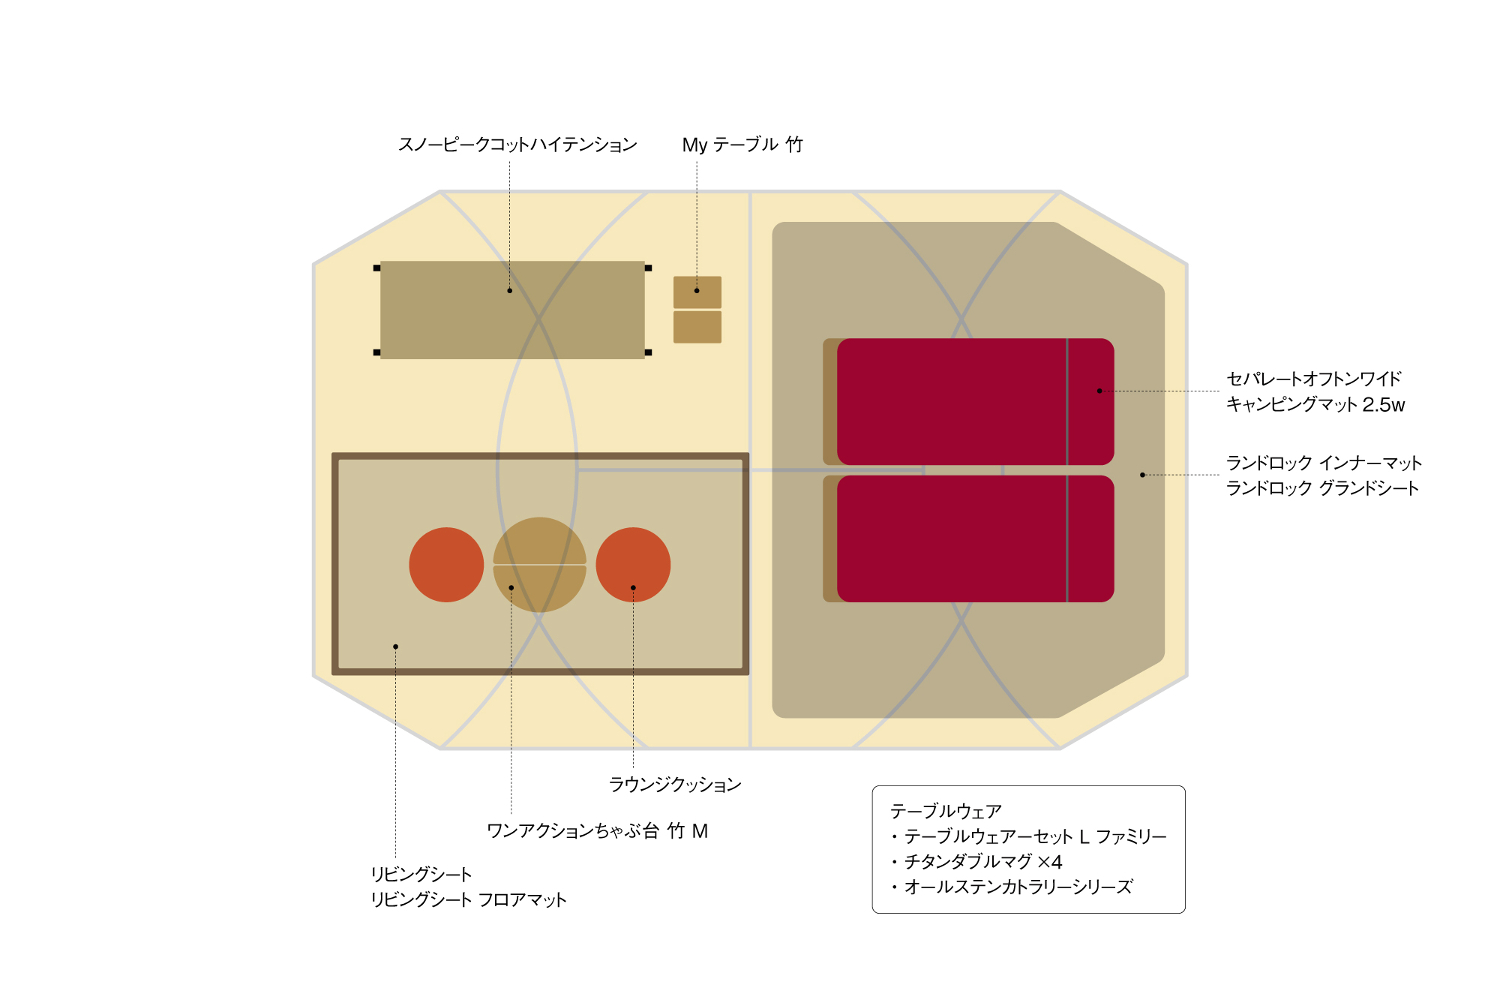 スノーピークコットハイテンション
My テーブル 竹
セパレートオフトンワイド
キャンピングマット 2.5w
ランドロック インナーマット
ランドロック グランドシート
ラウンジクッション
ワンアクションちゃぶ台 竹 M
リビングシート
リビングシート フロアマット
テーブルウェア
・ テーブルウェアーセット L ファミリー
・ チタンダブルマグ ×4
・ オールステンカトラリーシリーズ